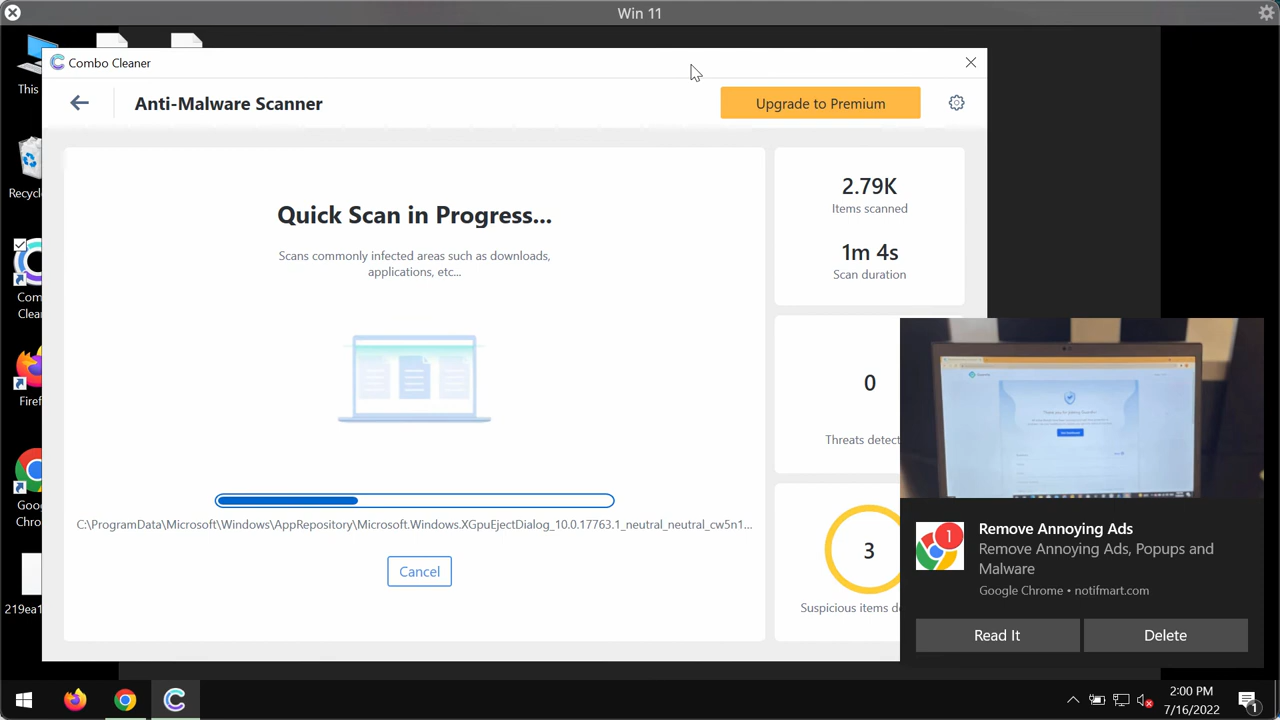 Win 11
This
Combo Cleaner
Anti-Malware Scanner
Upgrade to Premium
Recycl
Quick Scan in Progress...
Scans commonly infected areas such as downloads,
applications, etc...
2.79K
Items scanned
1m 4s
Scan duration
Com
Clea
Firef
0
Threats detect
Goo
Chro
C:\ProgramData\Microsoft\Windows\AppRepository\Microsoft.Windows.XGpuEjectDialog_10.0.17763.1_neutral_neutral_cw5n1...
Cancel
3
Suspicious items de
219ea1
1
Remove Annoying Ads
Remove Annoying Ads, Popups and
Malware
Google Chrome • notifmart.com
Read It
Delete
2:00 PM
7/16/2022
1